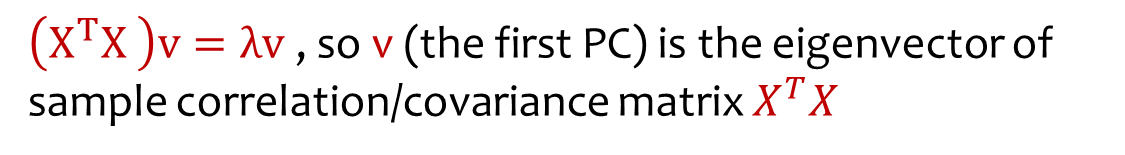 (XᵀX )v = λv , so v (the first PC) is the eigenvector of
sample correlation/covariance matrix 𝑋ᵀ𝑋